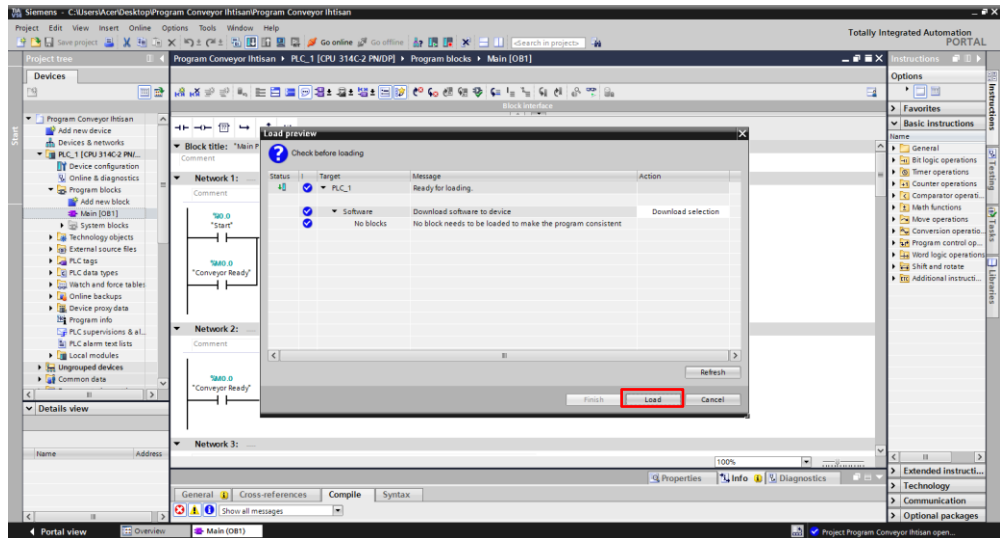 Siemens - C:\Users\Acer\Desktop\Program Conveyor Ihtisan\Program Conveyor Ihtisan
Project Edit View Insert Online Options Tools Window Help
Totally Integrated Automation
PORTAL
Save project
Go online
Go offline
<Search in project>
Project tree
Program Conveyor Ihtisan ▸ PLC_1 [CPU 314C-2 PN/DP] ▸ Program blocks ▸ Main [OB1]
Instructions
Devices
Options
Block interface
Start
Program Conveyor Ihtisan
Add new device
Devices & networks
PLC_1 [CPU 314C-2 PN/...
Device configuration
Online & diagnostics
Program blocks
Add new block
Main [OB1]
System blocks
Technology objects
External source files
PLC tags
PLC data types
Watch and force tables
Online backups
Device proxy data
Program info
PLC supervisions & al...
PLC alarm text lists
Local modules
Ungrouped devices
Common data
Details view
Name Address
Block title: "Main P
Comment
Network 1: .....
Comment
"Start"
%M0.0
"Conveyor Ready"
Network 2: .....
Comment
%M0.0
"Conveyor Ready"
Network 3: .....
100%
Load preview
Check before loading
Status ! Target Message Action
PLC_1 Ready for loading.
Software Download software to device Download selection
No blocks No block needs to be loaded to make the program consistent
Refresh
Finish Load Cancel
Favorites
Basic instructions
Name
General
Bit logic operations
Timer operations
Counter operations
Comparator operati...
Math functions
Move operations
Conversion operatio...
Program control op...
Word logic operations
Shift and rotate
Additional instructi...
Extended instructi...
Technology
Communication
Optional packages
Instructions
Testing
Tasks
Libraries
Properties Info Diagnostics
General Cross-references Compile Syntax
Show all messages
Portal view Overview Main (OB1)
Project Program Conveyor Ihtisan open...